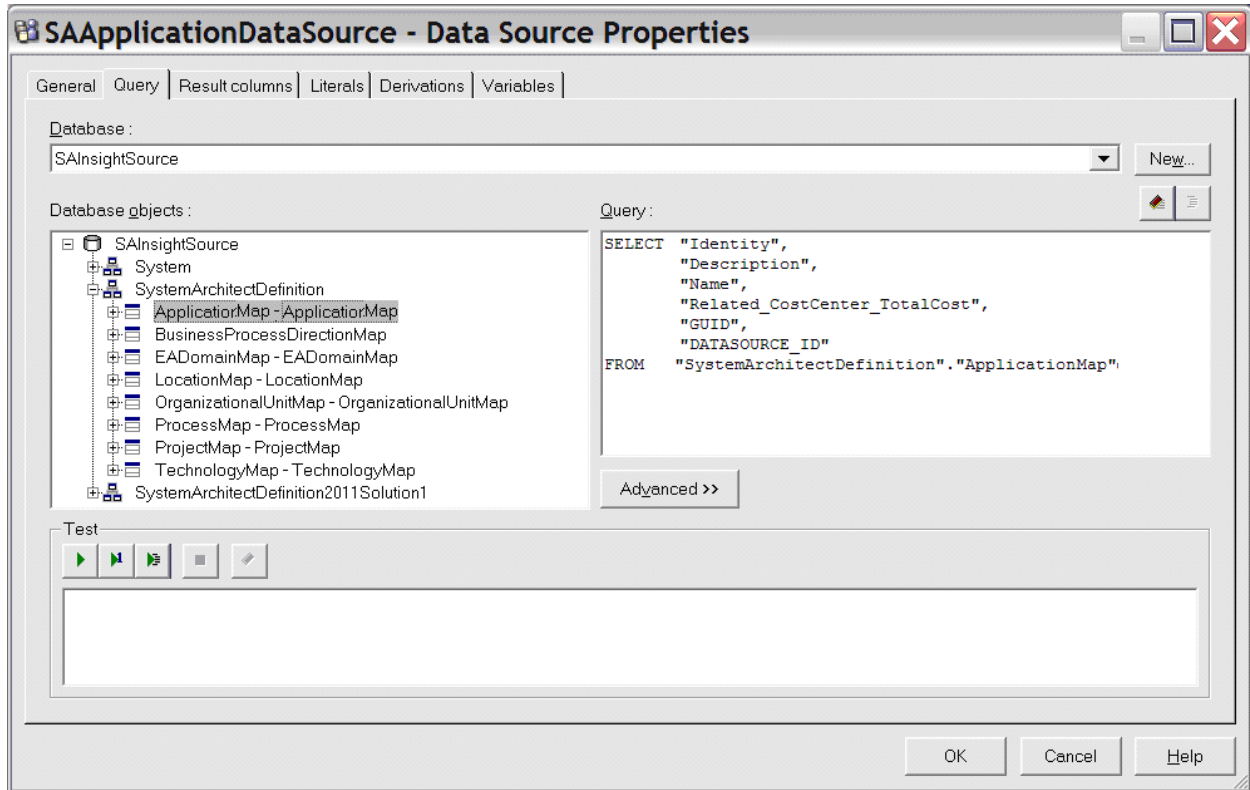 SAApplicationDataSource - Data Source Properties
General Query Result columns Literals Derivations Variables
Database :
SAInsightSource
New...
Database objects :
SAInsightSource
System
SystemArchitectDefinition
ApplicatiorMap - ApplicatiorMap
BusinessProcessDirectionMap
EADomainMap - EADomainMap
LocationMap - LocationMap
OrganizationalUnitMap - OrganizationalUnitMap
ProcessMap - ProcessMap
ProjectMap - ProjectMap
TechnologyMap - TechnologyMap
SystemArchitectDefinition2011Solution1
Query :
SELECT "Identity",
"Description",
"Name",
"Related_CostCenter_TotalCost",
"GUID",
"DATASOURCE_ID"
FROM "SystemArchitectDefinition"."ApplicationMap"
Advanced >>
Test
OK Cancel Help